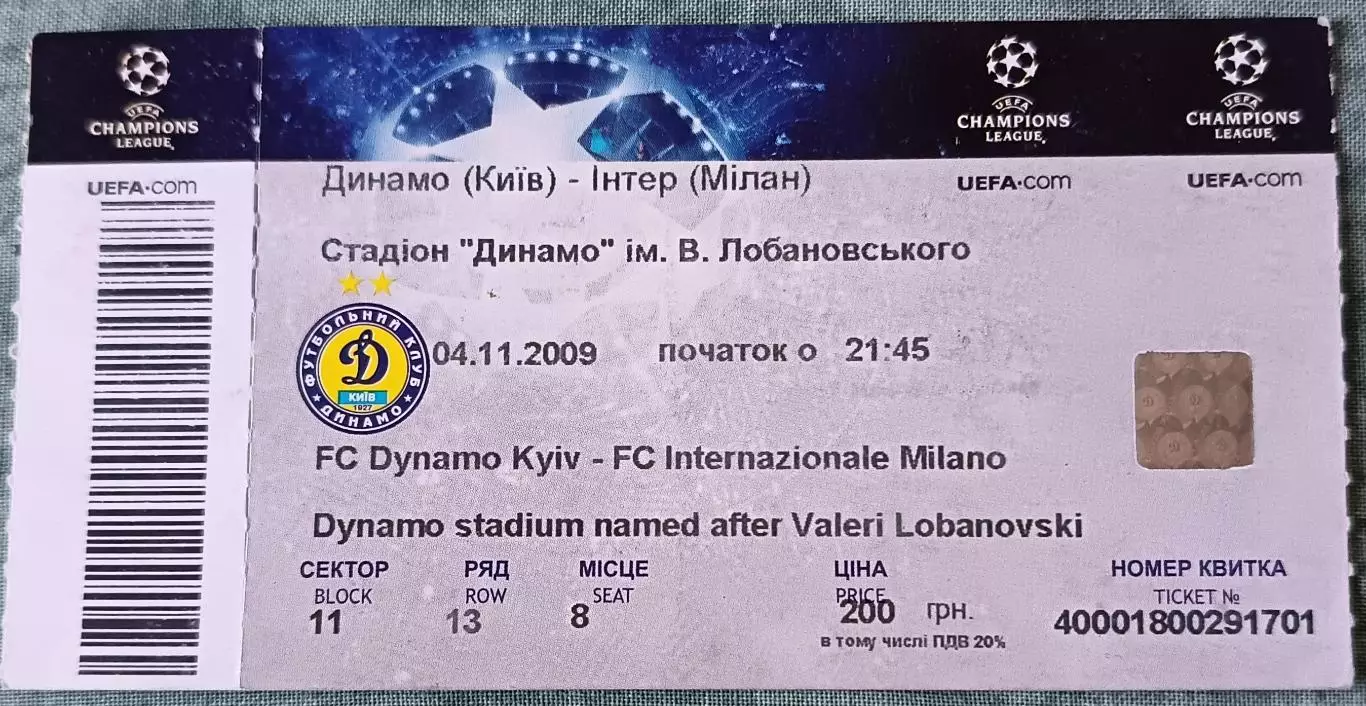 UEFA
CHAMPIONS
LEAGUE
UEFA
CHAMPIONS
LEAGUE
UEFA
CHAMPIONS
LEAGUE
UEFA.com
Динамо (Київ) - Інтер (Мілан)
UEFA.com
UEFA.com
Стадіон "Динамо" ім. В. Лобановського
ФУТБОЛЬНИЙ КЛУБ
Д
КИЇВ
1927
ДИНАМО
04.11.2009 початок о 21:45
FC Dynamo Kyiv - FC Internazionale Milano
Dynamo stadium named after Valeri Lobanovski
СЕКТОР РЯД МІСЦЕ ЦІНА НОМЕР КВИТКА
BLOCK ROW SEAT PRICE TICKET №
11 13 8 200 грн. 40001800291701
в тому числі ПДВ 20%